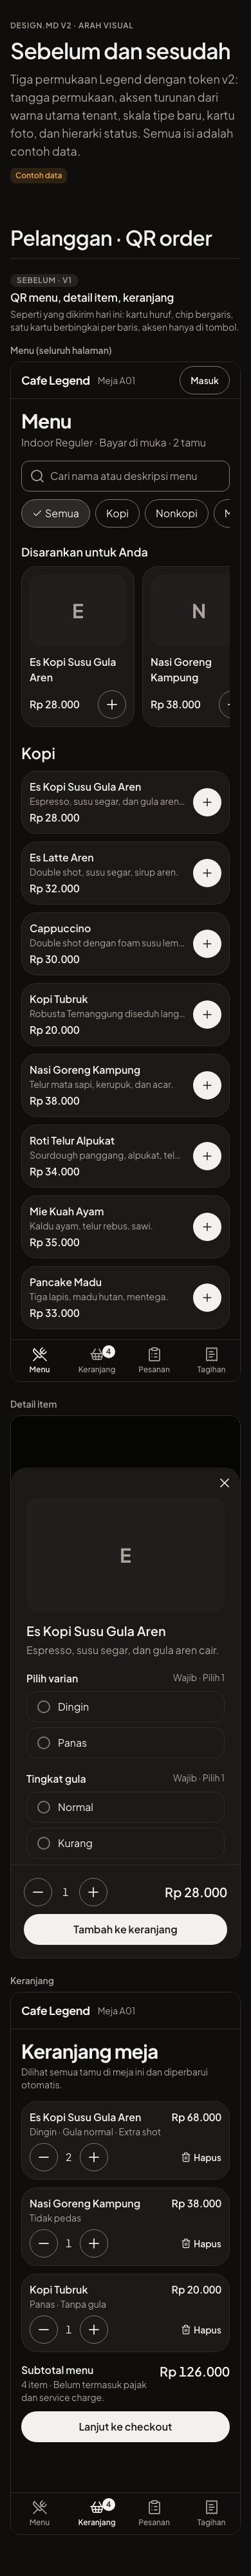 DESIGN.MD V2 · ARAH VISUAL
Sebelum dan sesudah
Tiga permukaan Legend dengan token v2:
tangga permukaan, aksen turunan dari
warna utama tenant, skala tipe baru, kartu
foto, dan hierarki status. Semua isi adalah
contoh data.
Contoh data
Pelanggan · QR order
SEBELUM · V1
QR menu, detail item, keranjang
Seperti yang dikirim hari ini: kartu huruf, chip bergaris,
satu kartu berbingkai per baris, aksen hanya di tombol.
Menu (seluruh halaman)
Cafe Legend Meja A01 Masuk
Menu
Indoor Reguler · Bayar di muka · 2 tamu
Cari nama atau deskripsi menu
Semua Kopi Nonkopi M
Disarankan untuk Anda
E N
Es Kopi Susu Gula
Aren
Nasi Goreng
Kampung
Rp 28.000 Rp 38.000
Kopi
Es Kopi Susu Gula Aren
Espresso, susu segar, dan gula aren...
Rp 28.000
Es Latte Aren
Double shot, susu segar, sirup aren.
Rp 32.000
Cappuccino
Double shot dengan foam susu lem...
Rp 30.000
Kopi Tubruk
Robusta Temanggung diseduh lang...
Rp 20.000
Nasi Goreng Kampung
Telur mata sapi, kerupuk, dan acar.
Rp 38.000
Roti Telur Alpukat
Sourdough panggang, alpukat, tel...
Rp 34.000
Mie Kuah Ayam
Kaldu ayam, telur rebus, sawi.
Rp 35.000
Pancake Madu
Tiga lapis, madu hutan, mentega.
Rp 33.000
4
Menu Keranjang Pesanan Tagihan
Detail item
E
Es Kopi Susu Gula Aren
Espresso, susu segar, dan gula aren cair.
Pilih varian Wajib · Pilih 1
Dingin
Panas
Tingkat gula Wajib · Pilih 1
Normal
Kurang
1 Rp 28.000
Tambah ke keranjang
Keranjang
Cafe Legend Meja A01
Keranjang meja
Dilihat semua tamu di meja ini dan diperbarui
otomatis.
Es Kopi Susu Gula Aren Rp 68.000
Dingin · Gula normal · Extra shot
2 Hapus
Nasi Goreng Kampung Rp 38.000
Tidak pedas
1 Hapus
Kopi Tubruk Rp 20.000
Panas · Tanpa gula
1 Hapus
Subtotal menu Rp 126.000
4 item · Belum termasuk pajak
dan service charge.
Lanjut ke checkout
4
Menu Keranjang Pesanan Tagihan